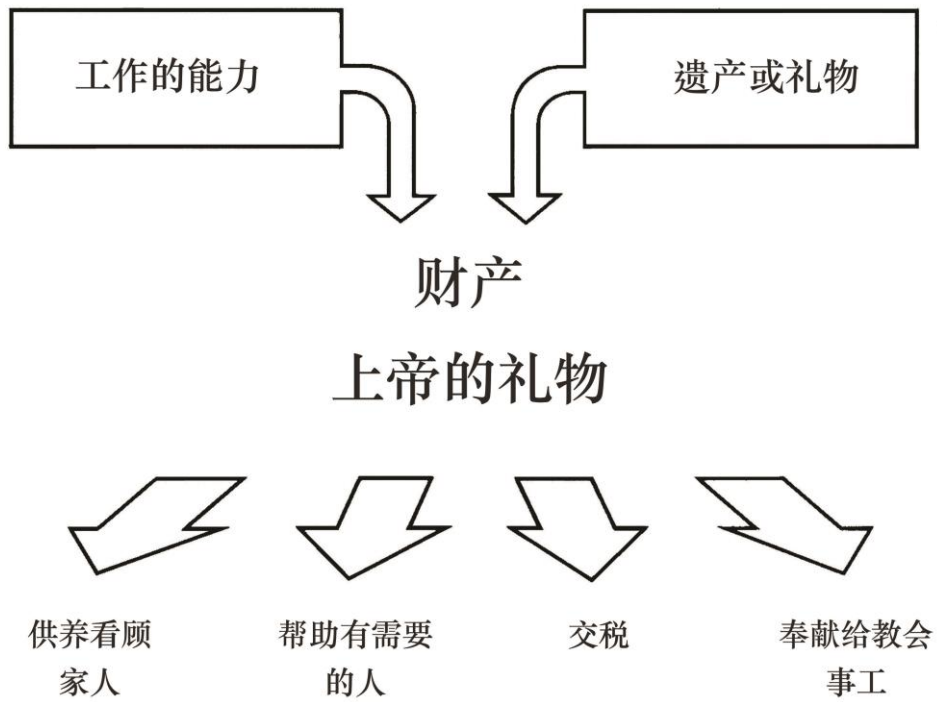 工作的能力
遗产或礼物
财产
上帝的礼物
供养看顾
家人
帮助有需要
的人
交税
奉献给教会
事工